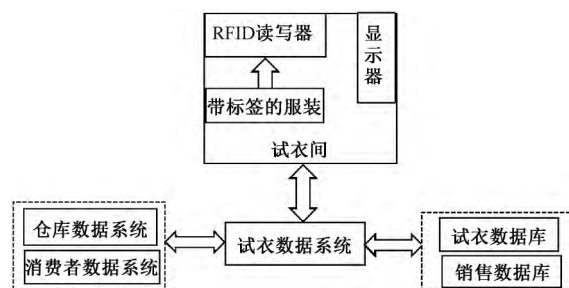 RFID读写器
显示器
带标签的服装
试衣间
仓库数据系统
消费者数据系统
试衣数据系统
试衣数据库
销售数据库